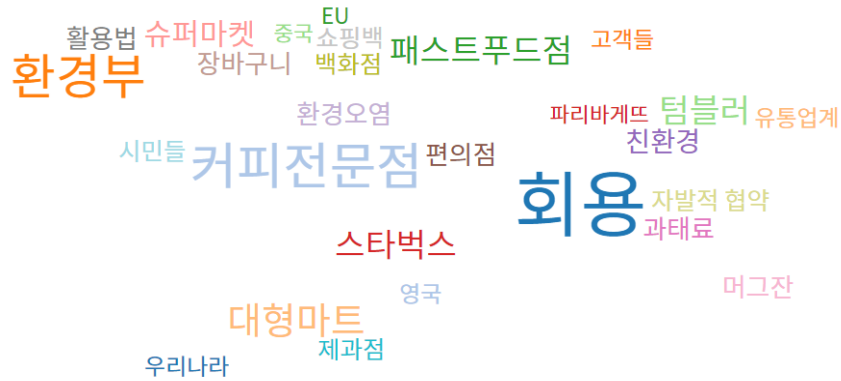 EU
활용법
슈퍼마켓
중국
쇼핑백
패스트푸드점
고객들
환경부
장바구니
백화점
환경오염
파리바게뜨
텀블러
유통업계
시민들
커피전문점
편의점
친환경
회용
자발적 협약
과태료
스타벅스
영국
머그잔
대형마트
제과점
우리나라